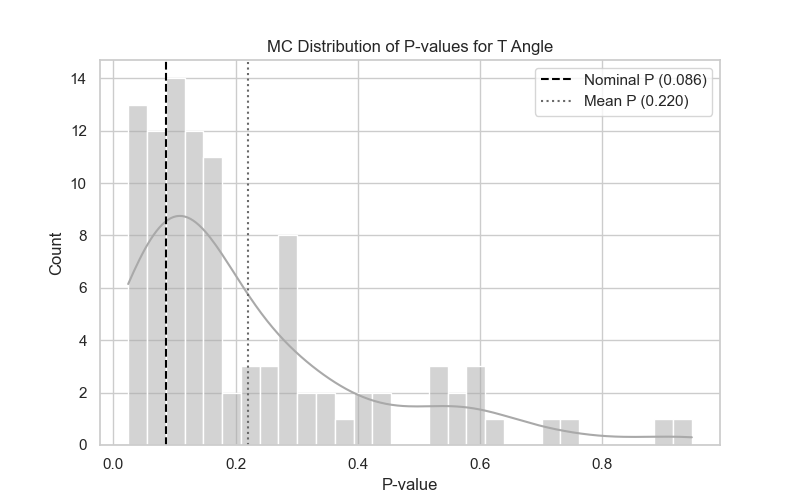 MC Distribution of P-values for T Angle
Nominal P (0.086)
Mean P (0.220)
Count
14
12
10
8
6
4
2
0
0.0 0.2 0.4 0.6 0.8
P-value